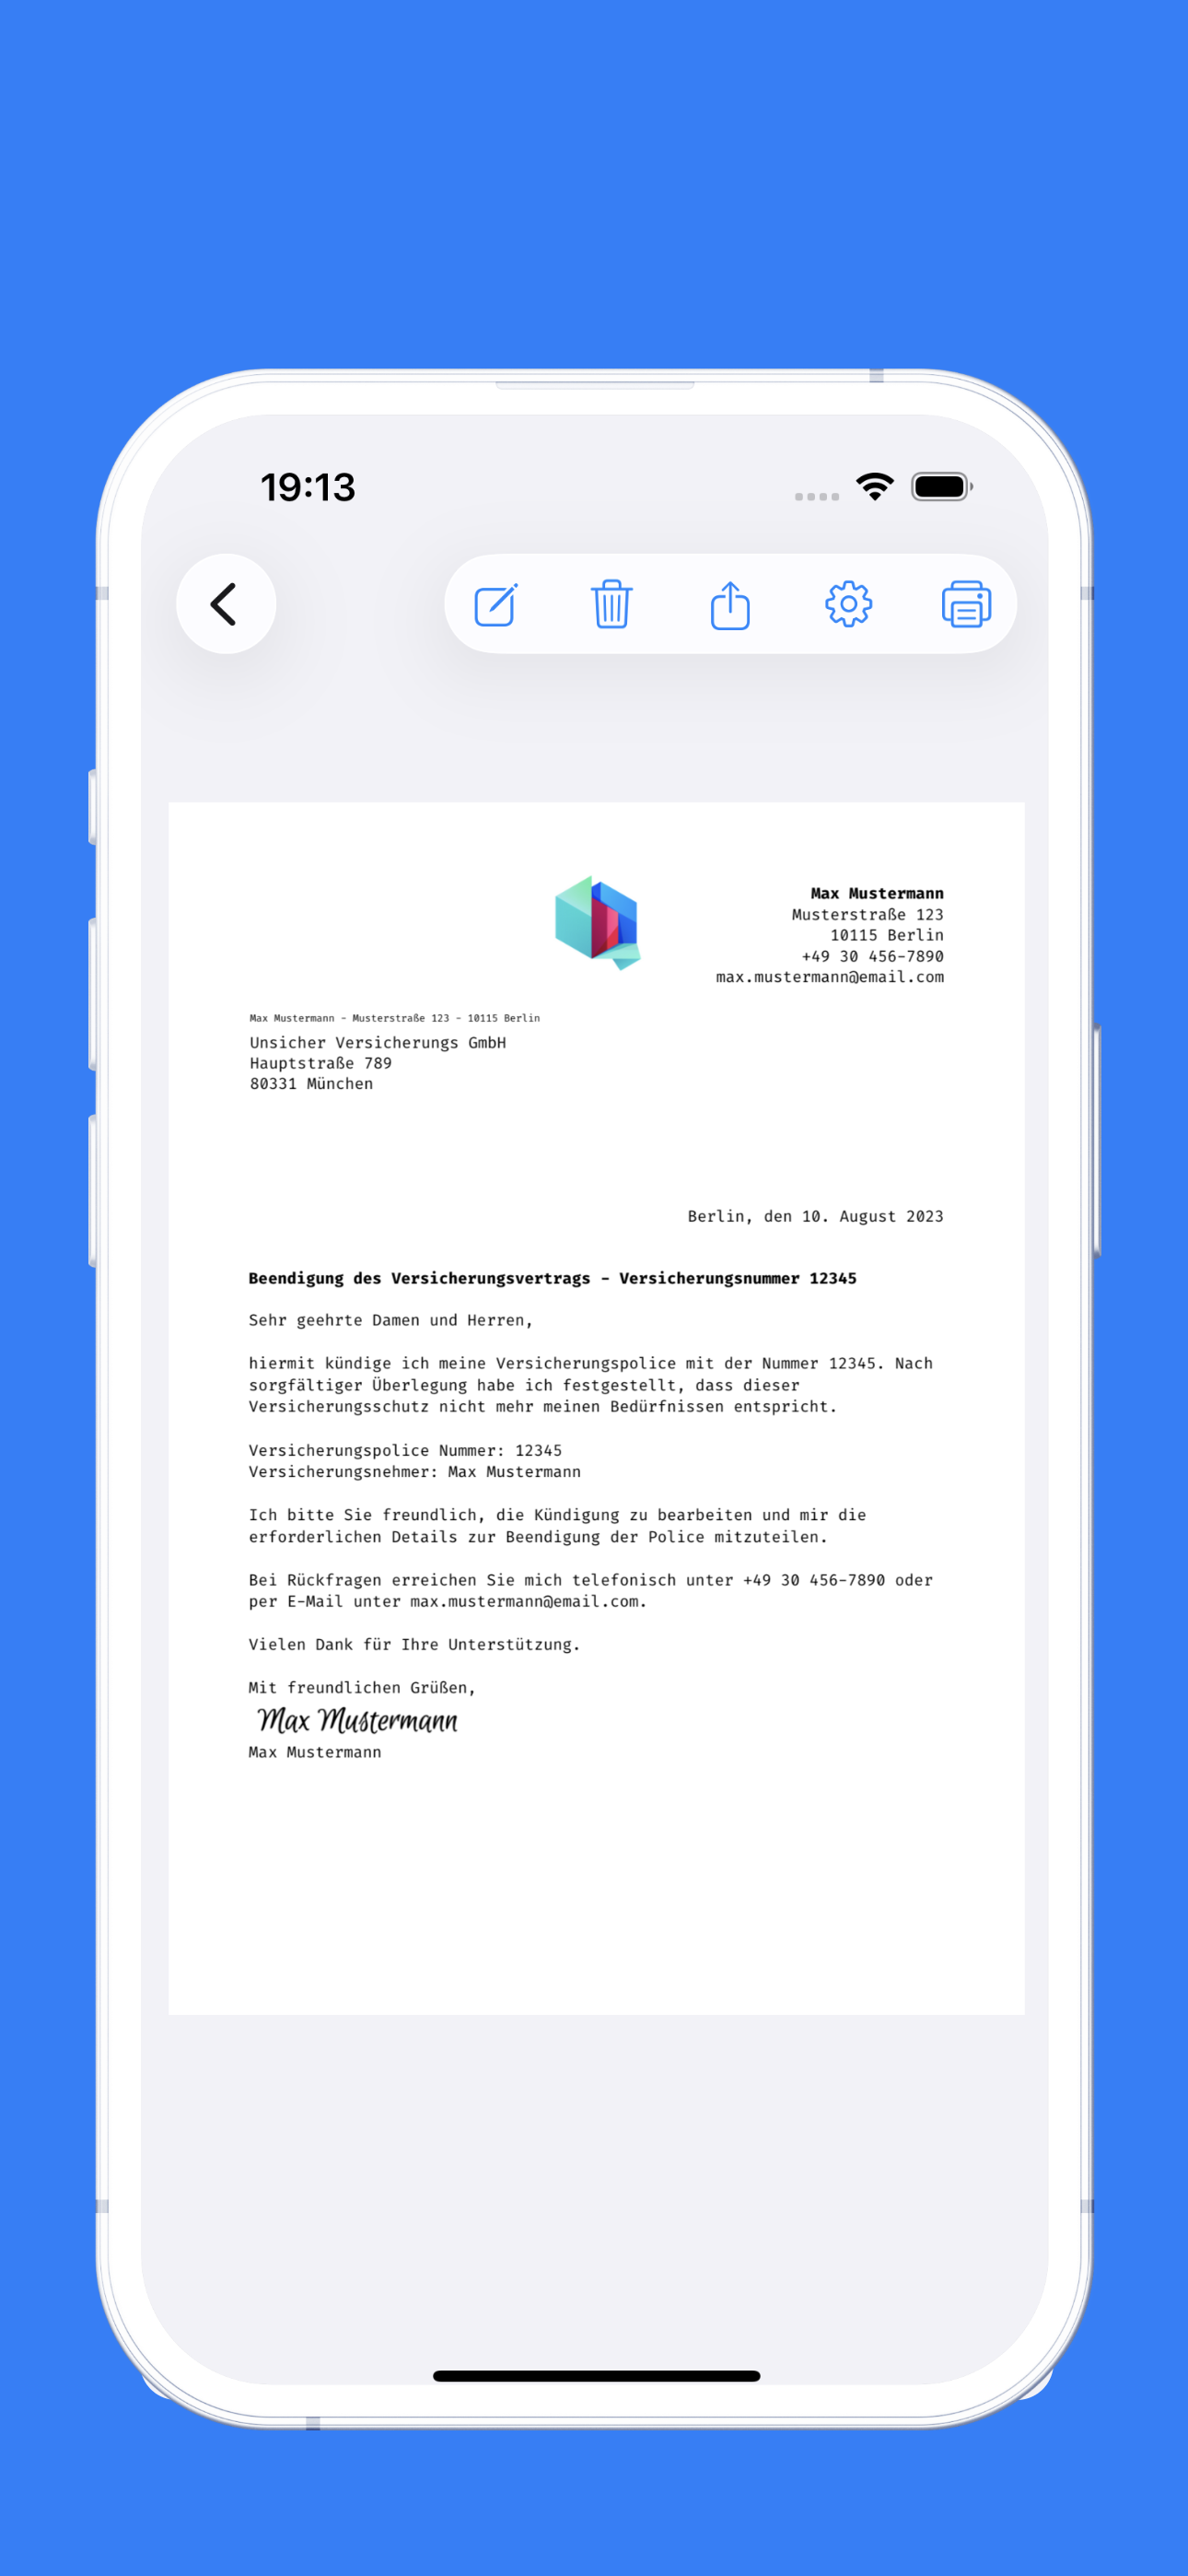 19:13
Max Mustermann
Musterstraße 123
10115 Berlin
+49 30 456-7890
max.mustermann@email.com
Max Mustermann - Musterstraße 123 - 10115 Berlin
Unsicher Versicherungs GmbH
Hauptstraße 789
80331 München
Berlin, den 10. August 2023
Beendigung des Versicherungsvertrags - Versicherungsnummer 12345
Sehr geehrte Damen und Herren,
hiermit kündige ich meine Versicherungspolice mit der Nummer 12345. Nach
sorgfältiger Überlegung habe ich festgestellt, dass dieser
Versicherungsschutz nicht mehr meinen Bedürfnissen entspricht.
Versicherungspolice Nummer: 12345
Versicherungsnehmer: Max Mustermann
Ich bitte Sie freundlich, die Kündigung zu bearbeiten und mir die
erforderlichen Details zur Beendigung der Police mitzuteilen.
Bei Rückfragen erreichen Sie mich telefonisch unter +49 30 456-7890 oder
per E-Mail unter max.mustermann@email.com.
Vielen Dank für Ihre Unterstützung.
Mit freundlichen Grüßen,
Max Mustermann
Max Mustermann